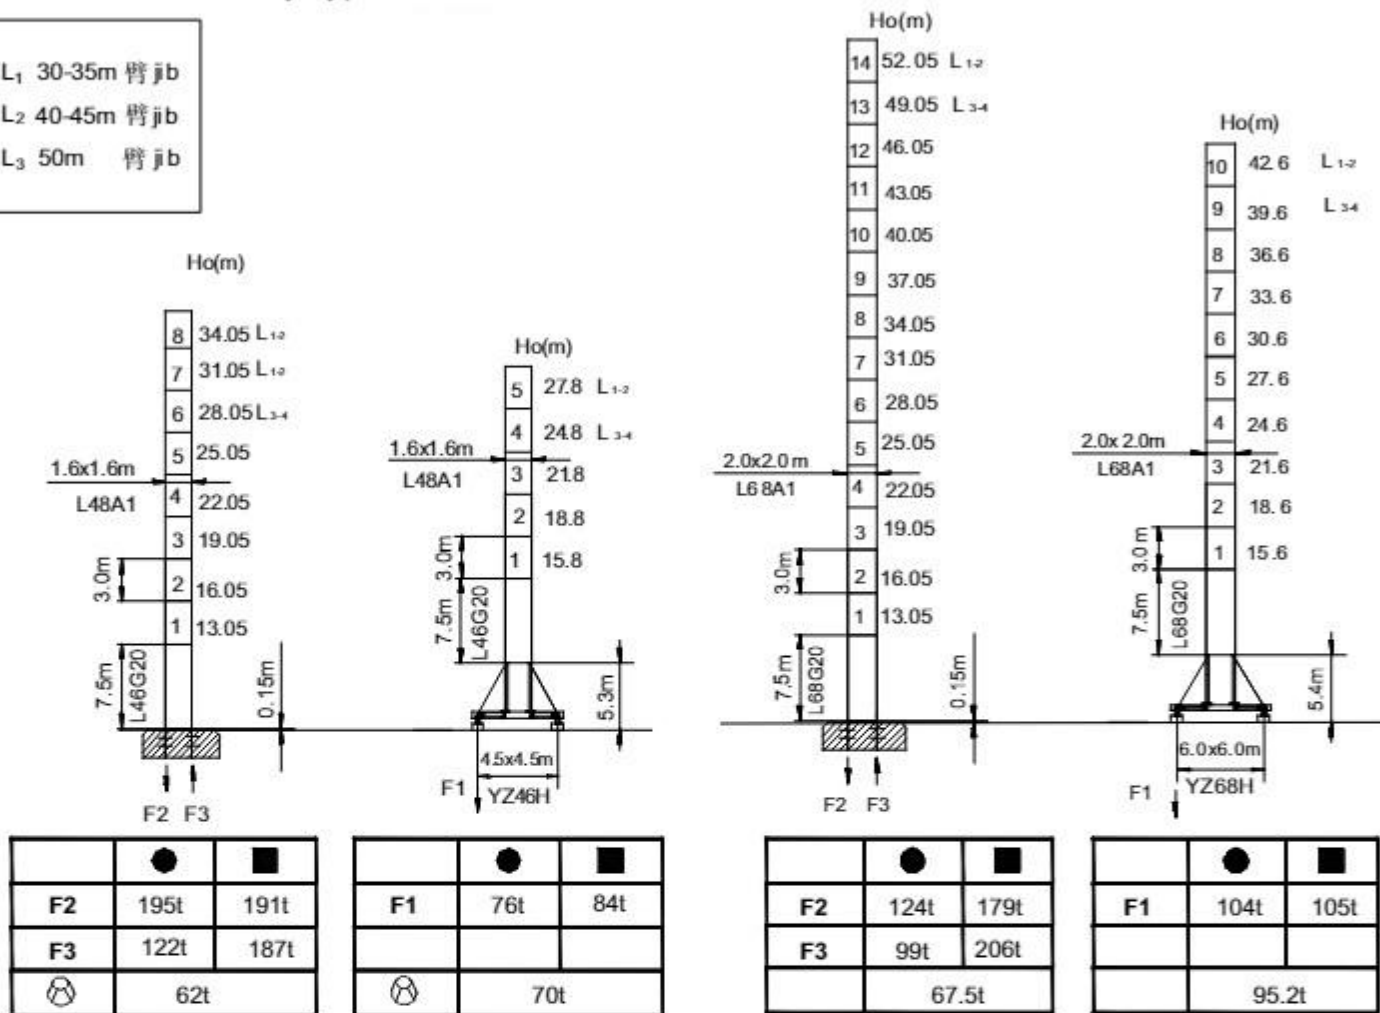 L₁ 30-35m 臂 jib
L₂ 40-45m 臂 jib
L₃ 50m 臂 jib
Ho(m)
8 34.05 L₁₋₂
7 31.05 L₁₋₂
6 28.05 L₃₋₄
5 25.05
4 22.05
3 19.05
2 16.05
1 13.05
1.6x1.6m
L48A1
3.0m
7.5m
L46G20
0.15m
F2 F3
Ho(m)
5 27.8 L₁₋₂
4 24.8 L₃₋₄
3 21.8
2 18.8
1 15.8
1.6x1.6m
L48A1
3.0m
7.5m
L46G20
5.3m
4.5x4.5m
F1 YZ46H
Ho(m)
14 52.05 L₁₋₂
13 49.05 L₃₋₄
12 46.05
11 43.05
10 40.05
9 37.05
8 34.05
7 31.05
6 28.05
5 25.05
4 22.05
3 19.05
2 16.05
1 13.05
2.0x2.0m
L68A1
3.0m
7.5m
L68G20
0.15m
F2 F3
Ho(m)
10 42.6 L₁₋₂
9 39.6 L₃₋₄
8 36.6
7 33.6
6 30.6
5 27.6
4 24.6
3 21.6
2 18.6
1 15.6
2.0x2.0m
L68A1
3.0m
7.5m
L68G20
5.4m
6.0x6.0m
F1 YZ68H
F2 195t 191t
F3 122t 187t
62t
F1 76t 84t
70t
F2 124t 179t
F3 99t 206t
67.5t
F1 104t 105t
95.2t